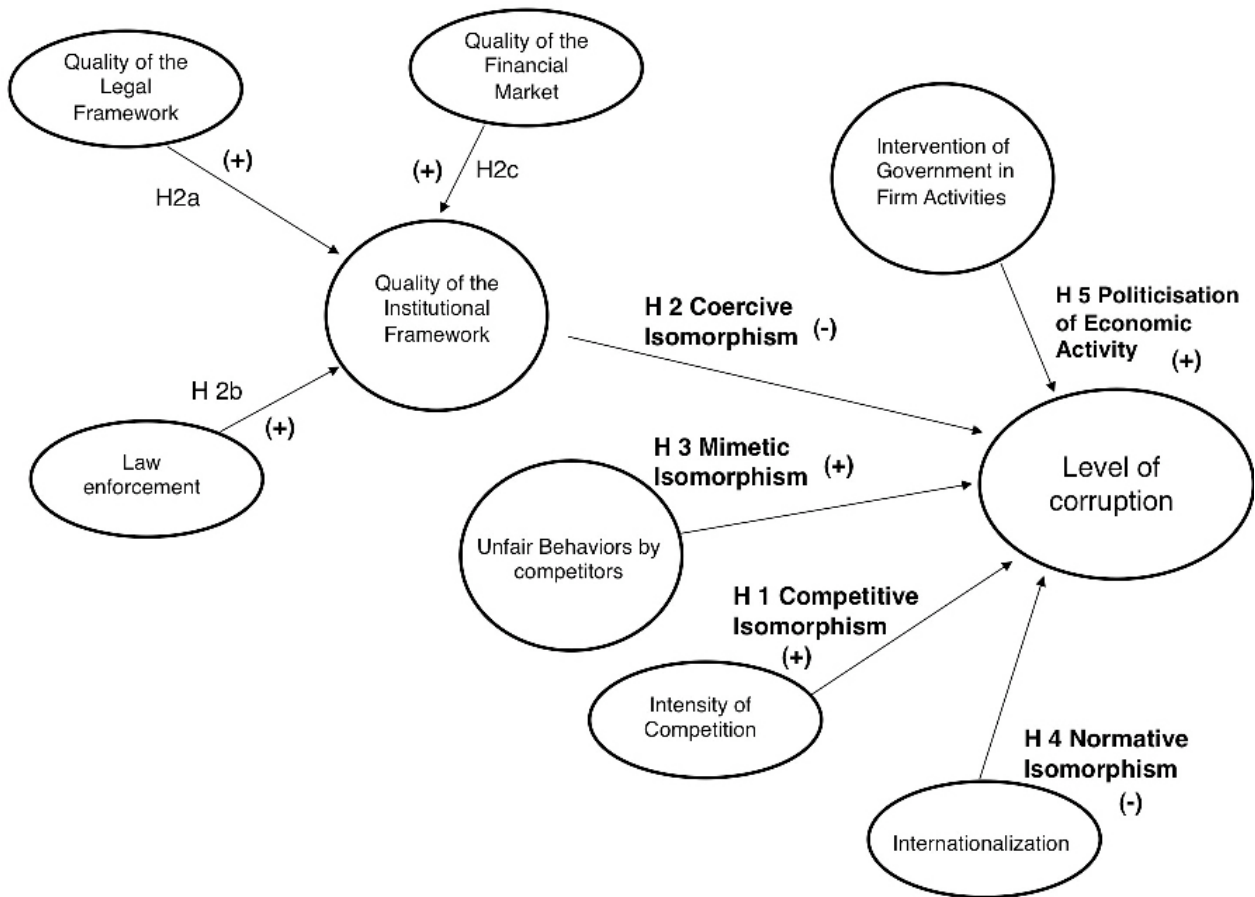 Quality of the
Legal
Framework
Quality of the
Financial
Market
(+)
H2a
(+)
H2c
Intervention of
Government in
Firm Activities
Quality of the
Institutional
Framework
H 2 Coercive
Isomorphism (-)
H 5 Politicisation
of Economic
Activity (+)
H 2b
(+)
Law
enforcement
H 3 Mimetic
Isomorphism (+)
Level of
corruption
Unfair Behaviors by
competitors
H 1 Competitive
Isomorphism
(+)
Intensity of
Competition
H 4 Normative
Isomorphism
(-)
Internationalization